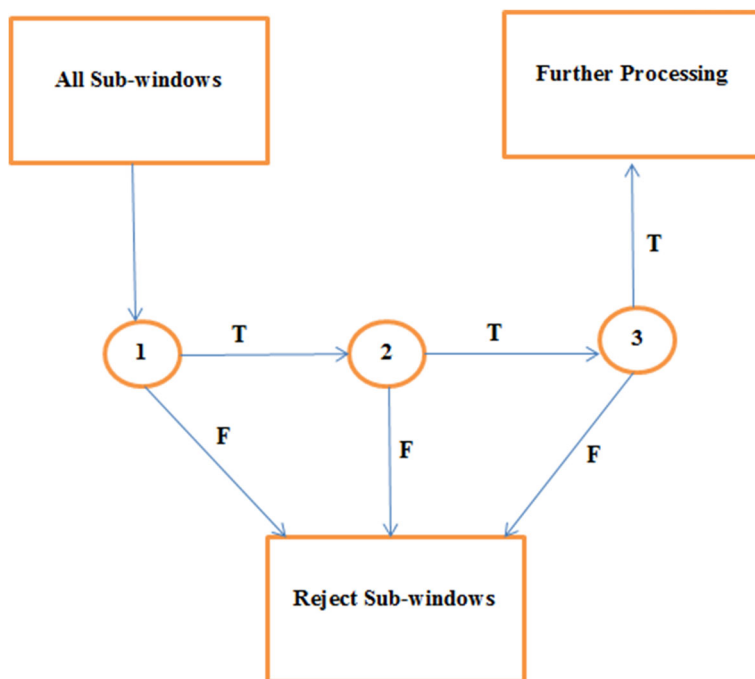 All Sub-windows
Further Processing
T
1
T
2
T
3
F
F
F
Reject Sub-windows